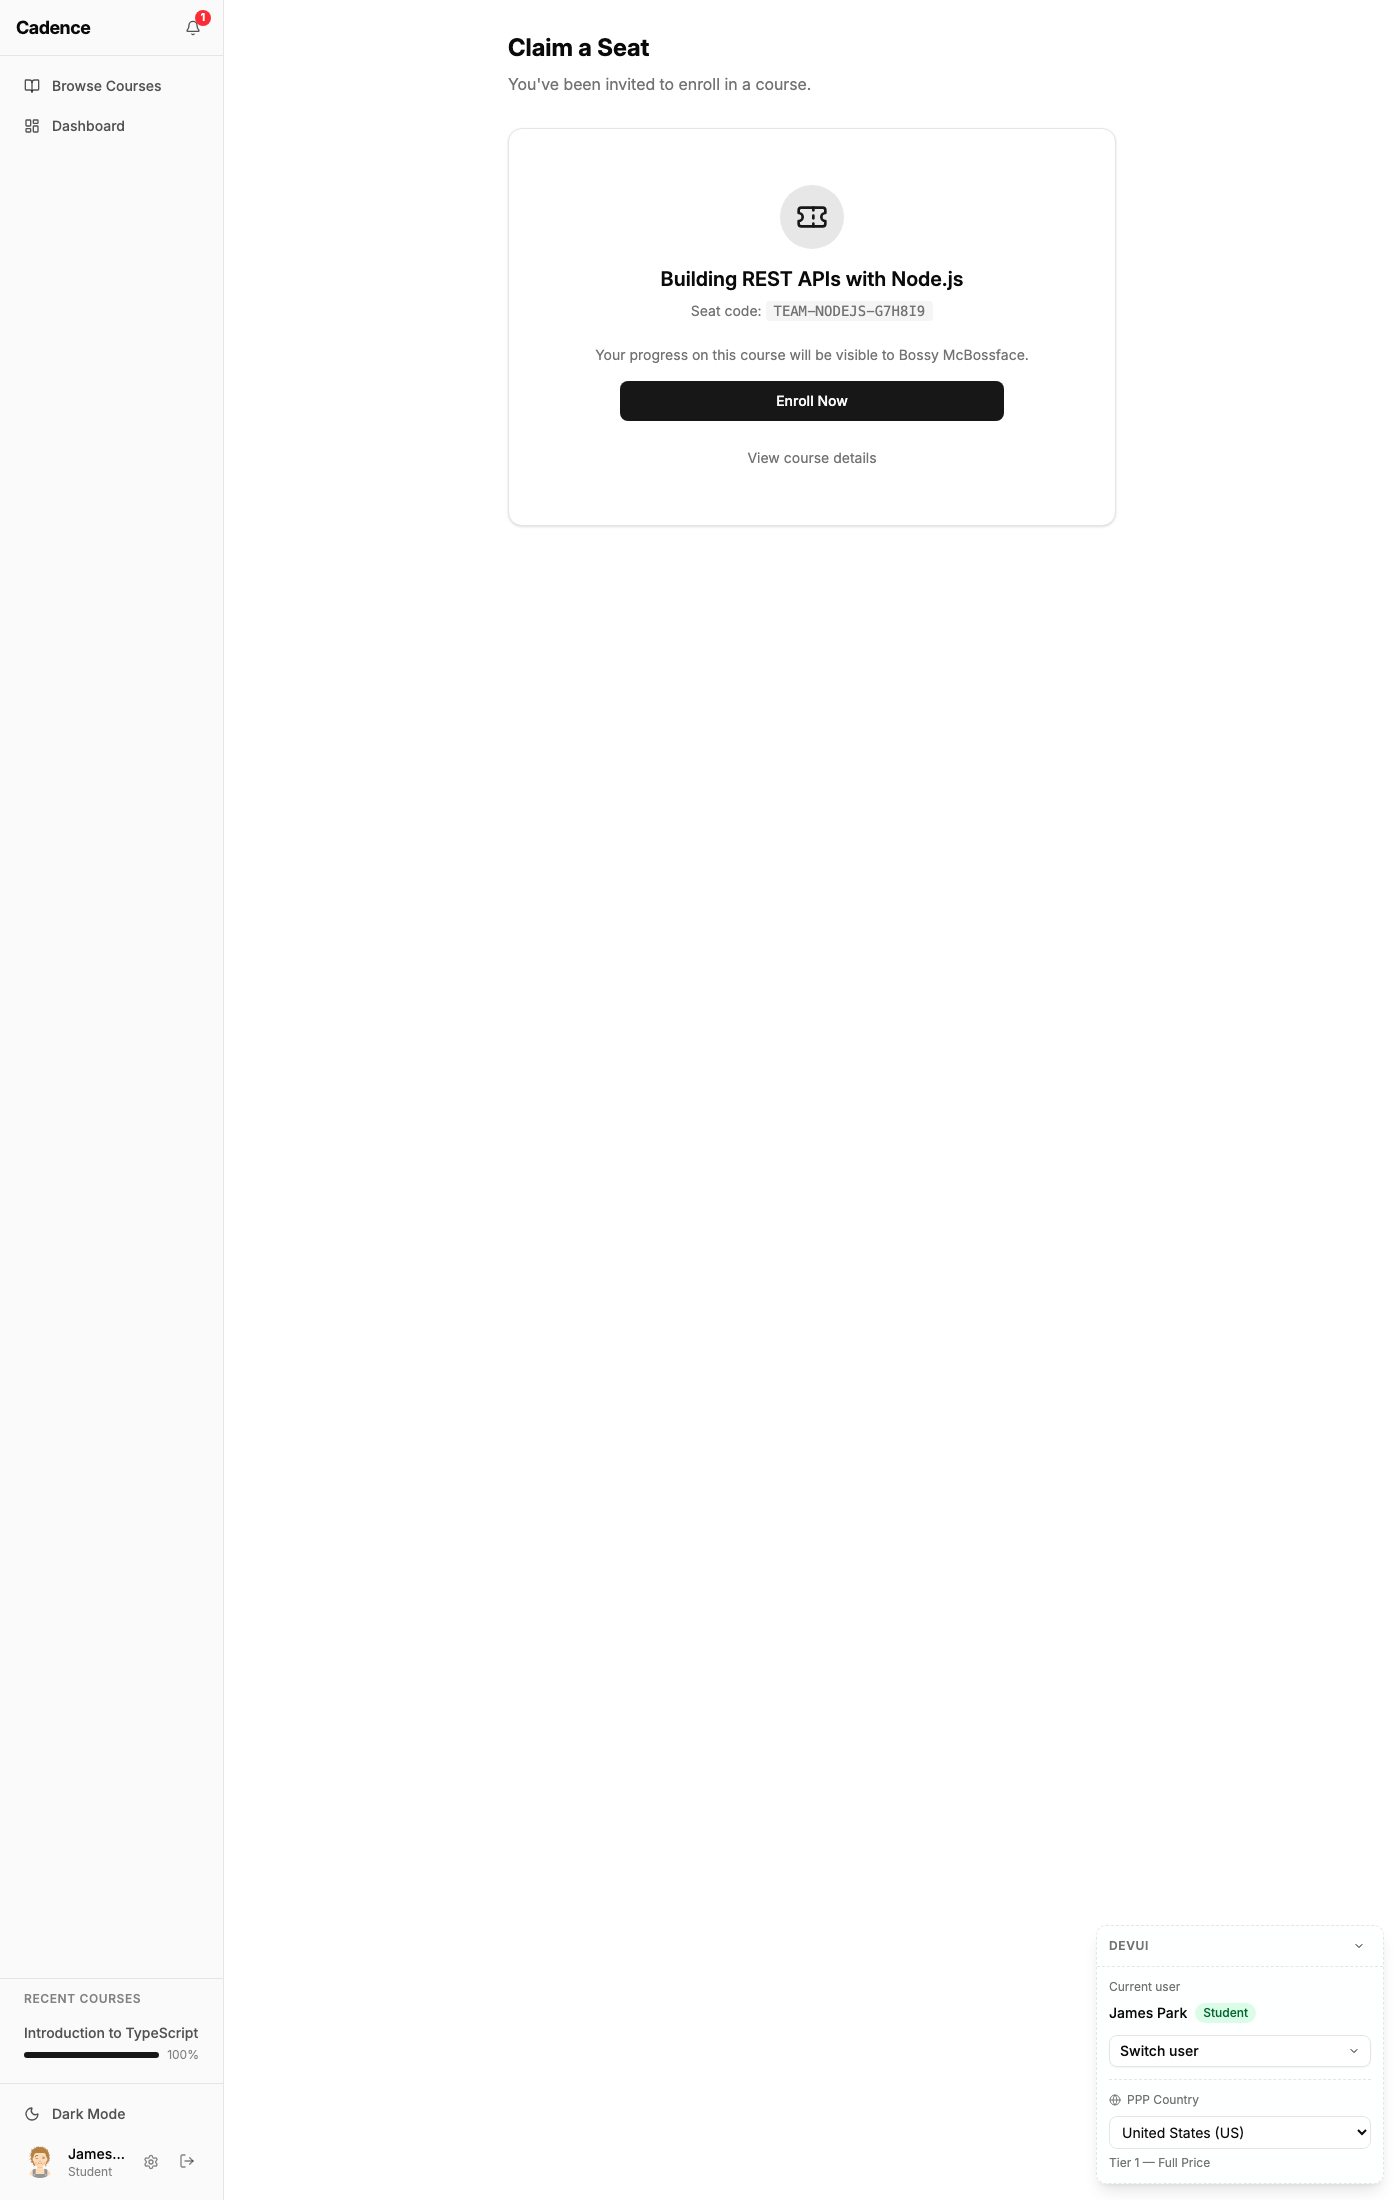 Cadence
1
Browse Courses
Dashboard
Claim a Seat
You've been invited to enroll in a course.
Building REST APIs with Node.js
Seat code: TEAM-NODEJS-G7H8I9
Your progress on this course will be visible to Bossy McBossface.
Enroll Now
View course details
RECENT COURSES
Introduction to TypeScript
100%
Dark Mode
James...
Student
DEVUI
Current user
James Park Student
Switch user
PPP Country
United States (US)
Tier 1 — Full Price